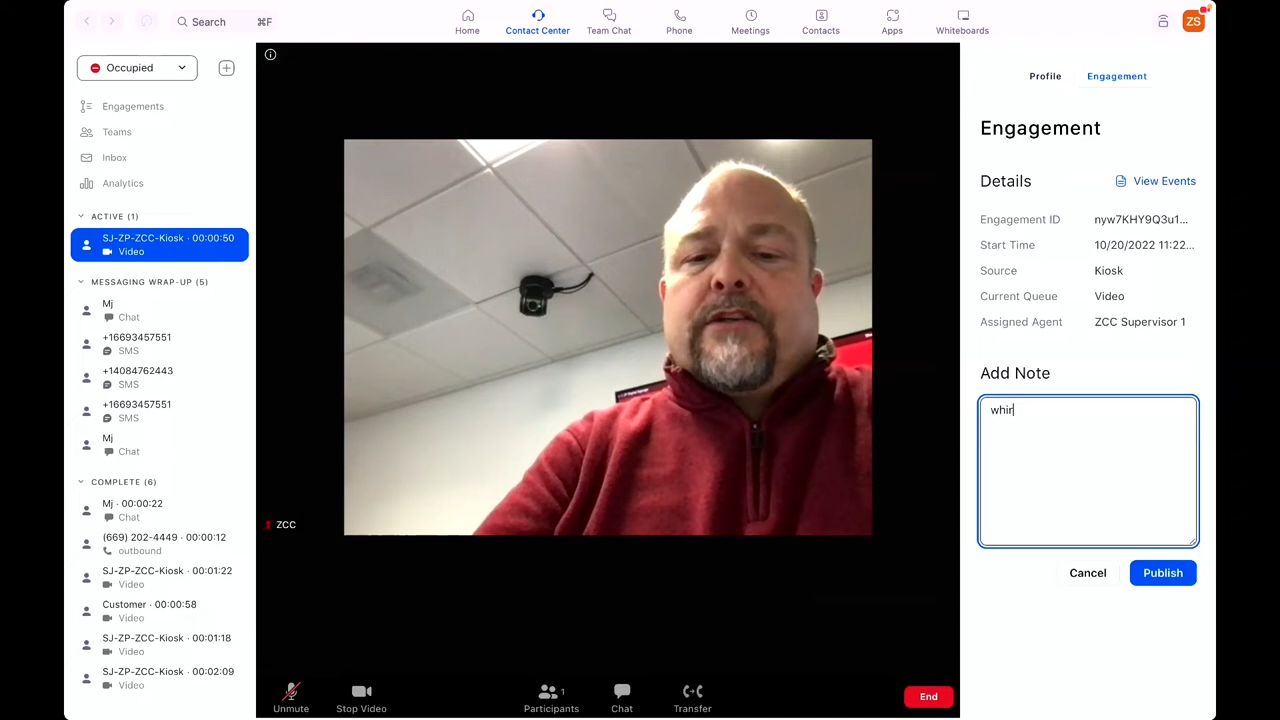 Search ⌘F
Home
Contact Center
Team Chat
Phone
Meetings
Contacts
Apps
Whiteboards
ZS
Occupied
Engagements
Teams
Inbox
Analytics
ACTIVE (1)
SJ-ZP-ZCC-Kiosk · 00:00:50
Video
MESSAGING WRAP-UP (5)
Mj
Chat
+16693457551
SMS
+14084762443
SMS
+16693457551
SMS
Mj
Chat
COMPLETE (6)
Mj · 00:00:22
Chat
(669) 202-4449 · 00:00:12
outbound
SJ-ZP-ZCC-Kiosk · 00:01:22
Video
Customer · 00:00:58
Video
SJ-ZP-ZCC-Kiosk · 00:01:18
Video
SJ-ZP-ZCC-Kiosk · 00:02:09
Video
ZCC
Unmute
Stop Video
1
Participants
Chat
Transfer
End
Profile
Engagement
Engagement
Details
View Events
Engagement ID nyw7KHY9Q3u1...
Start Time 10/20/2022 11:22...
Source Kiosk
Current Queue Video
Assigned Agent ZCC Supervisor 1
Add Note
whir
Cancel
Publish